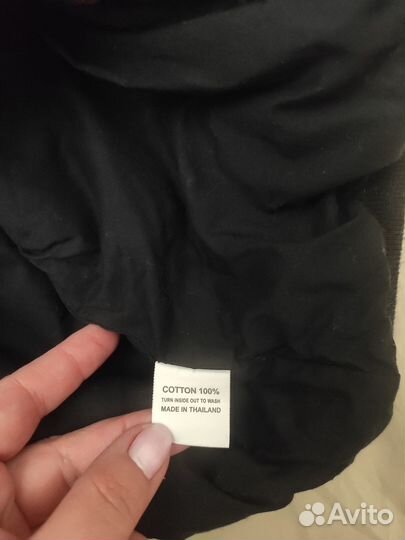 COTTON 100%
TURN INSIDE OUT TO WASH
MADE IN THAILAND
Avito